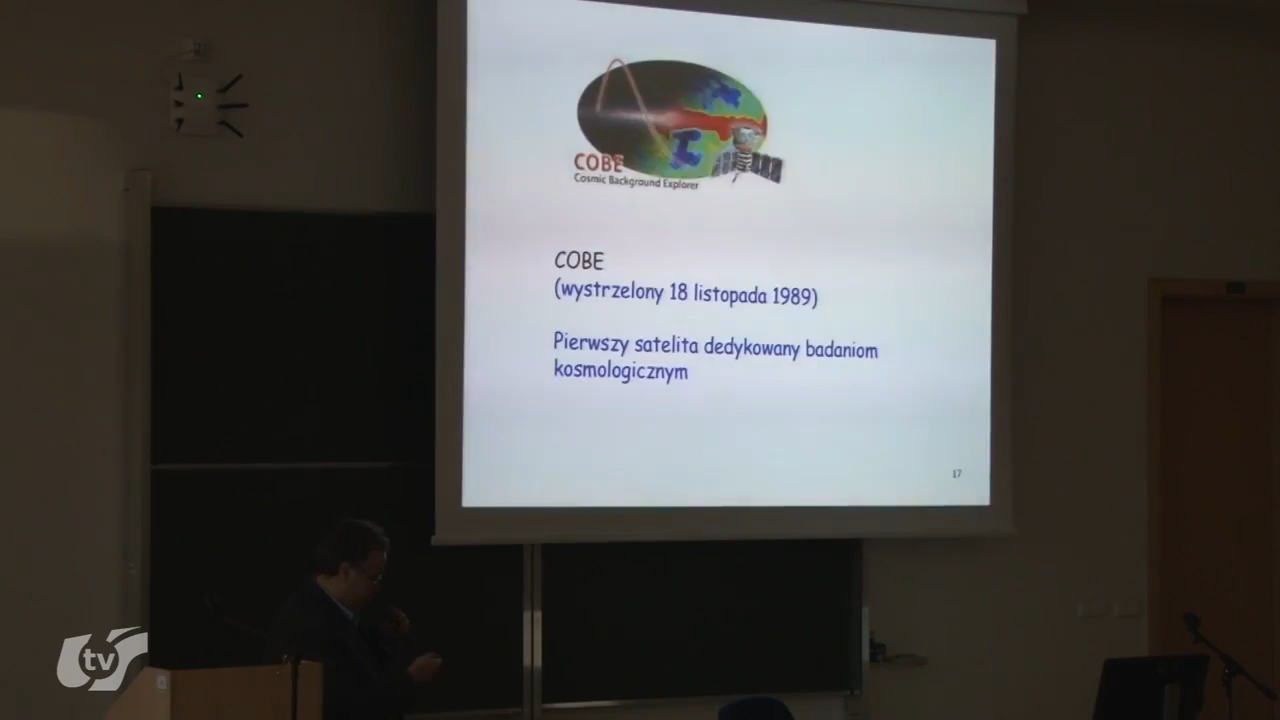 COBE
Cosmic Background Explorer
COBE
(wystrzelony 18 listopada 1989)
Pierwszy satelita dedykowany badaniom
kosmologicznym
17
tv